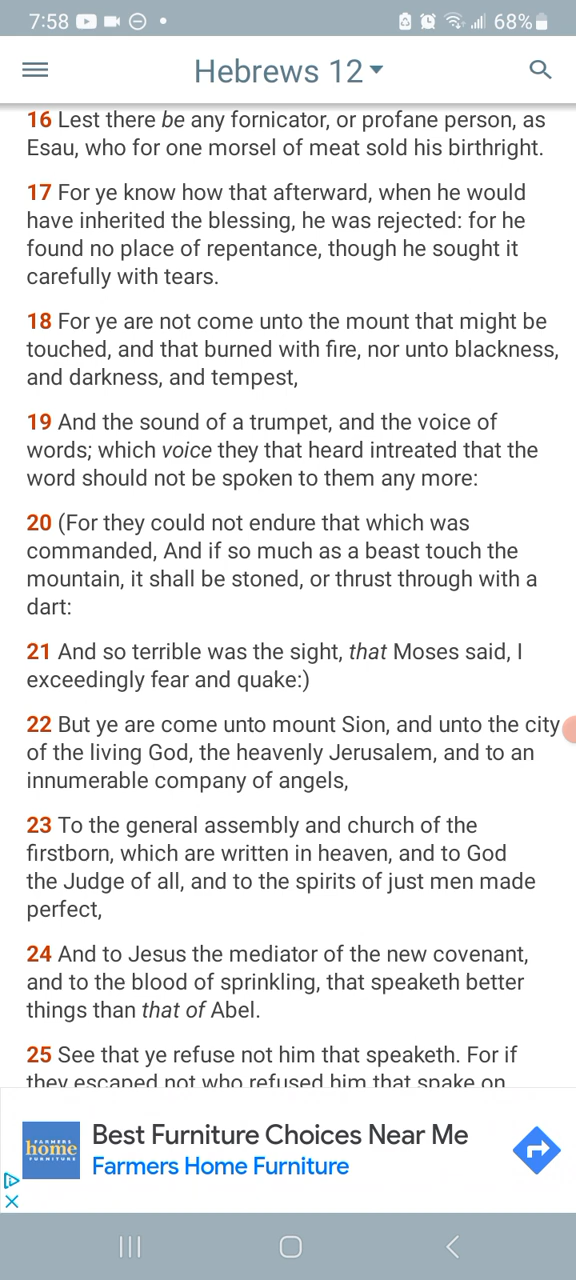 7:58 68%
Hebrews 12
16 Lest there be any fornicator, or profane person, as
Esau, who for one morsel of meat sold his birthright.
17 For ye know how that afterward, when he would
have inherited the blessing, he was rejected: for he
found no place of repentance, though he sought it
carefully with tears.
18 For ye are not come unto the mount that might be
touched, and that burned with fire, nor unto blackness,
and darkness, and tempest,
19 And the sound of a trumpet, and the voice of
words; which voice they that heard intreated that the
word should not be spoken to them any more:
20 (For they could not endure that which was
commanded, And if so much as a beast touch the
mountain, it shall be stoned, or thrust through with a
dart:
21 And so terrible was the sight, that Moses said, I
exceedingly fear and quake:)
22 But ye are come unto mount Sion, and unto the city
of the living God, the heavenly Jerusalem, and to an
innumerable company of angels,
23 To the general assembly and church of the
firstborn, which are written in heaven, and to God
the Judge of all, and to the spirits of just men made
perfect,
24 And to Jesus the mediator of the new covenant,
and to the blood of sprinkling, that speaketh better
things than that of Abel.
25 See that ye refuse not him that speaketh. For if
they escaped not who refused him that spake on
FARMERS
home
FURNITURE
Best Furniture Choices Near Me
Farmers Home Furniture